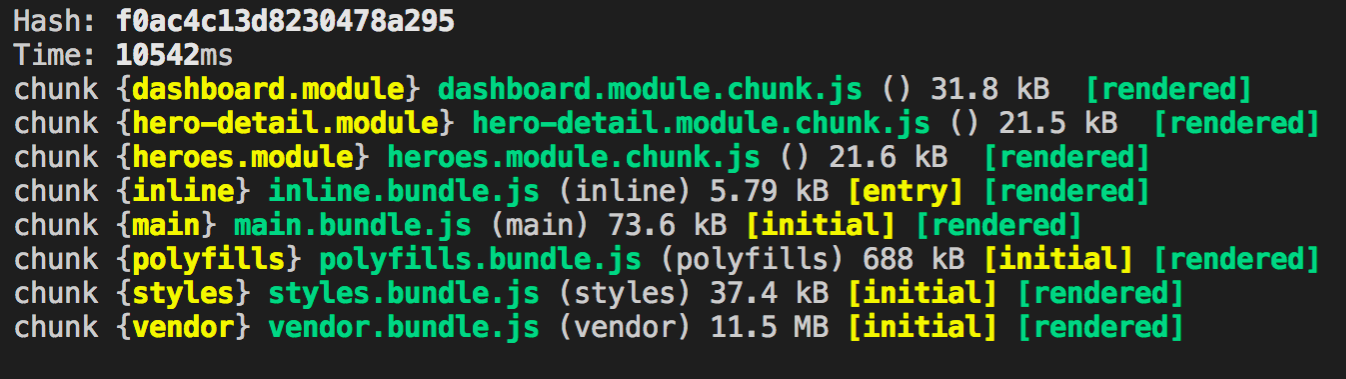 Hash: f0ac4c13d8230478a295
Time: 10542ms
chunk {dashboard.module} dashboard.module.chunk.js () 31.8 kB  [rendered]
chunk {hero-detail.module} hero-detail.module.chunk.js () 21.5 kB  [rendered]
chunk {heroes.module} heroes.module.chunk.js () 21.6 kB  [rendered]
chunk {inline} inline.bundle.js (inline) 5.79 kB [entry] [rendered]
chunk {main} main.bundle.js (main) 73.6 kB [initial] [rendered]
chunk {polyfills} polyfills.bundle.js (polyfills) 688 kB [initial] [rendered]
chunk {styles} styles.bundle.js (styles) 37.4 kB [initial] [rendered]
chunk {vendor} vendor.bundle.js (vendor) 11.5 MB [initial] [rendered]